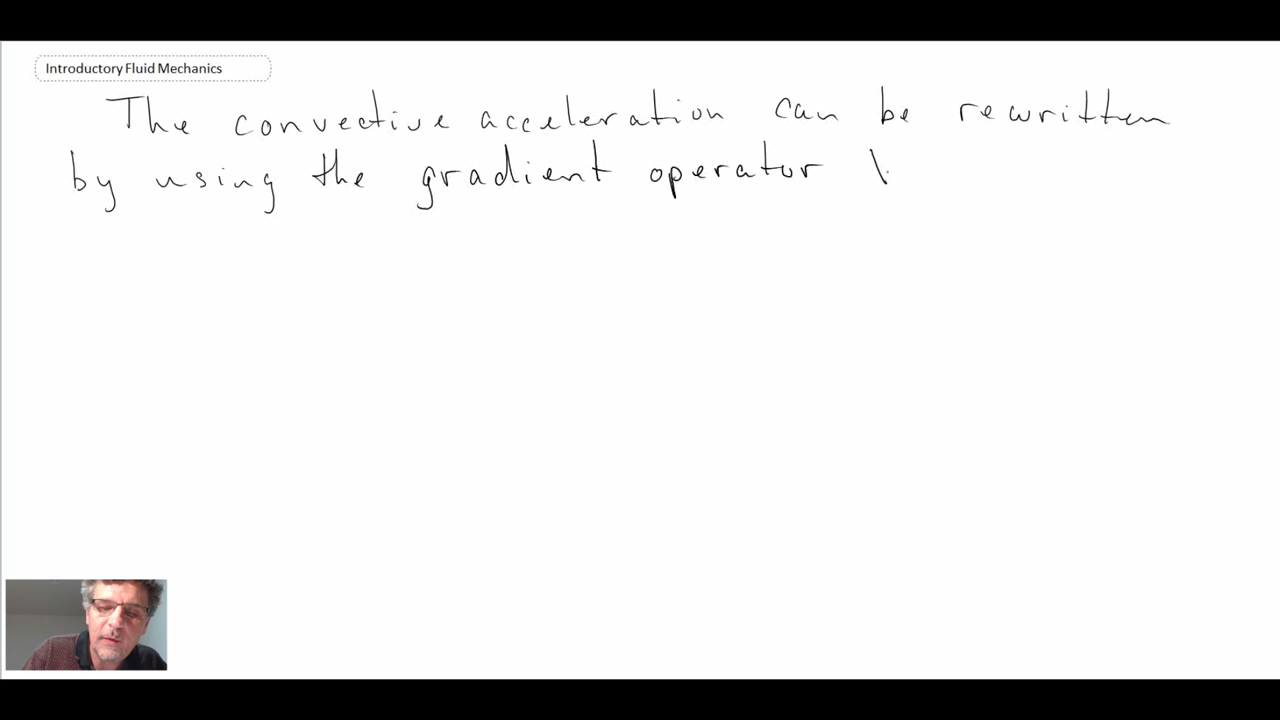 Introductory Fluid Mechanics
The convective acceleration can be rewritten
by using the gradient operator